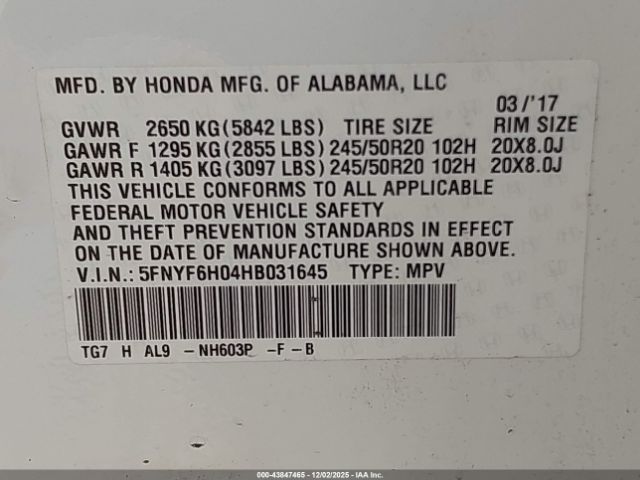 MFD. BY HONDA MFG. OF ALABAMA, LLC
03/'17
GVWR 2650 KG(5842 LBS) TIRE SIZE RIM SIZE
GAWR F 1295 KG(2855 LBS) 245/50R20 102H 20X8.0J
GAWR R 1405 KG(3097 LBS) 245/50R20 102H 20X8.0J
THIS VEHICLE CONFORMS TO ALL APPLICABLE
FEDERAL MOTOR VEHICLE SAFETY
AND THEFT PREVENTION STANDARDS IN EFFECT
ON THE DATE OF MANUFACTURE SHOWN ABOVE.
V.I.N.: 5FNYF6H04HB031645 TYPE: MPV
TG7 H AL9 -NH603P -F -B
000-43847465 - 12/02/2025 - IAA Inc.